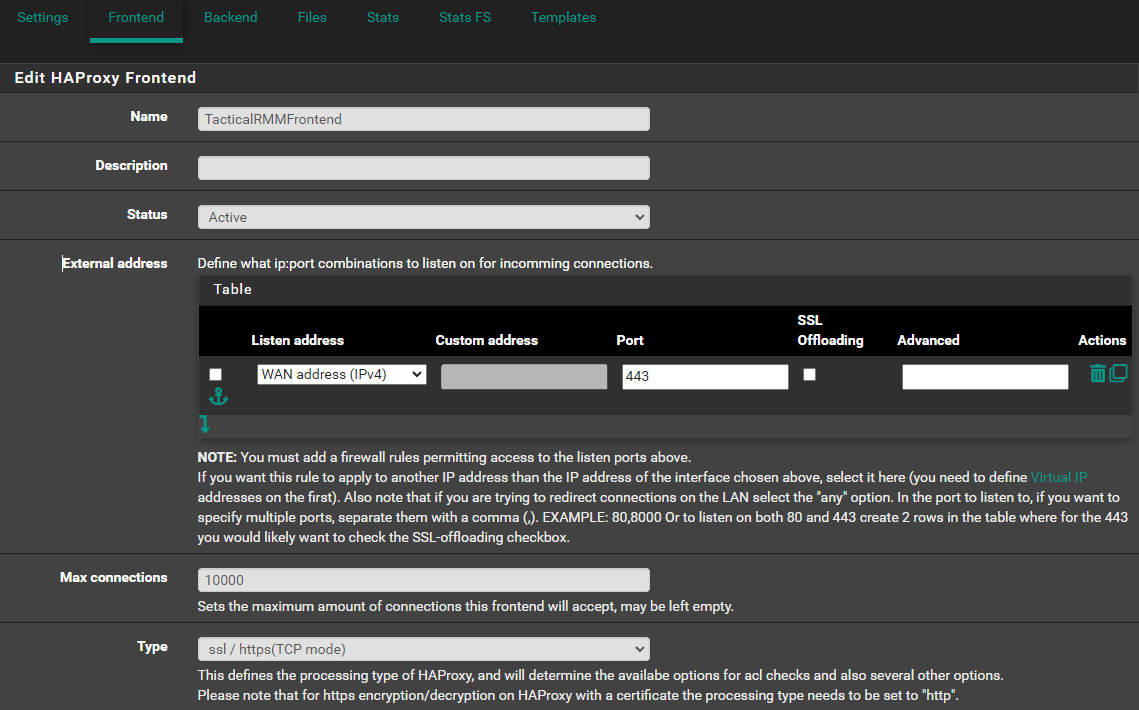 Settings Frontend Backend Files Stats Stats FS Templates
Edit HAProxy Frontend
Name TacticalRMMFrontend
Description
Status Active
External address Define what ip:port combinations to listen on for incomming connections.
Table
SSL
Listen address Custom address Port Offloading Advanced Actions
WAN address (IPv4) 443
NOTE: You must add a firewall rules permitting access to the listen ports above.
If you want this rule to apply to another IP address than the IP address of the interface chosen above, select it here (you need to define Virtual IP
addresses on the first). Also note that if you are trying to redirect connections on the LAN select the "any" option. In the port to listen to, if you want to
specify multiple ports, separate them with a comma (,). EXAMPLE: 80,8000 Or to listen on both 80 and 443 create 2 rows in the table where for the 443
you would likely want to check the SSL-offloading checkbox.
Max connections 10000
Sets the maximum amount of connections this frontend will accept, may be left empty.
Type ssl / https(TCP mode)
This defines the processing type of HAProxy, and will determine the availabe options for acl checks and also several other options.
Please note that for https encryption/decryption on HAProxy with a certificate the processing type needs to be set to "http".